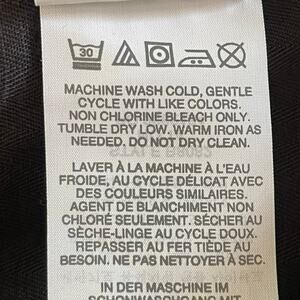 30
MACHINE WASH COLD, GENTLE
CYCLE WITH LIKE COLORS.
NON CHLORINE BLEACH ONLY.
TUMBLE DRY LOW. WARM IRON AS
NEEDED. DO NOT DRY CLEAN.
LAVER À LA MACHINE À L'EAU
FROIDE, AU CYCLE DÉLICAT AVEC
DES COULEURS SIMILAIRES.
AGENT DE BLANCHIMENT NON
CHLORÉ SEULEMENT. SÉCHER AU
SÈCHE-LINGE AU CYCLE DOUX.
REPASSER AU FER TIÈDE AU
BESOIN. NE PAS NETTOYER À SEC.
IN DER MASCHINE IM
SCHONWASCHGANG MIT